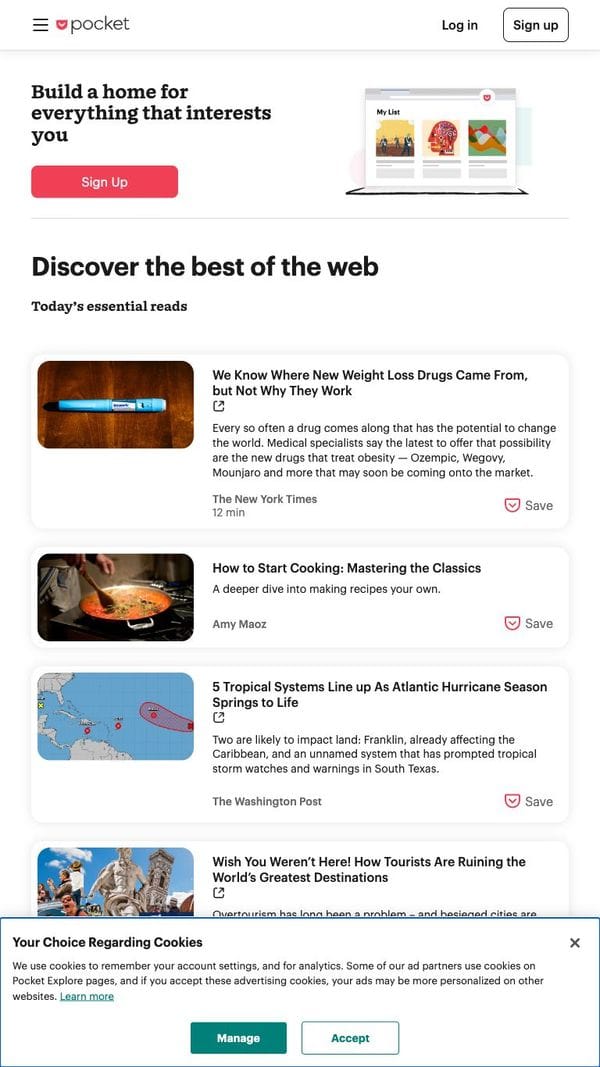 pocket
Log in
Sign up
Build a home for
everything that interests
you
Sign Up
My List
Discover the best of the web
Today's essential reads
We Know Where New Weight Loss Drugs Came From,
but Not Why They Work
Every so often a drug comes along that has the potential to change
the world. Medical specialists say the latest to offer that possibility
are the new drugs that treat obesity — Ozempic, Wegovy,
Mounjaro and more that may soon be coming onto the market.
The New York Times
12 min
Save
How to Start Cooking: Mastering the Classics
A deeper dive into making recipes your own.
Amy Maoz
Save
5 Tropical Systems Line up As Atlantic Hurricane Season
Springs to Life
Two are likely to impact land: Franklin, already affecting the
Caribbean, and an unnamed system that has prompted tropical
storm watches and warnings in South Texas.
The Washington Post
Save
Wish You Weren't Here! How Tourists Are Ruining the
World's Greatest Destinations
Overtourism has long been a problem – and besieged cities are
Your Choice Regarding Cookies
We use cookies to remember your account settings, and for analytics. Some of our ad partners use cookies on
Pocket Explore pages, and if you accept these advertising cookies, your ads may be more personalized on other
websites. Learn more
Manage
Accept